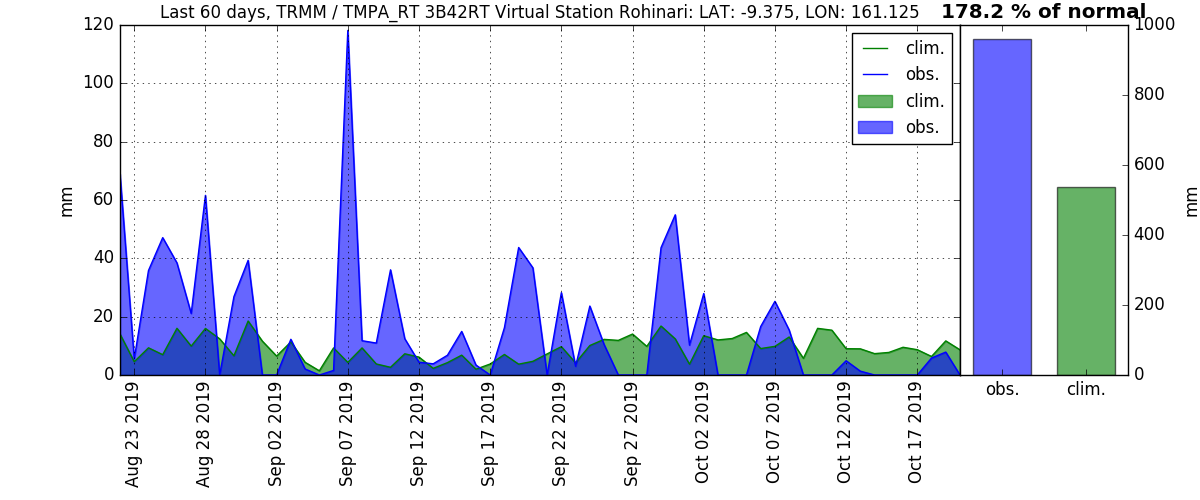 Last 60 days, TRMM / TMPA_RT 3B42RT Virtual Station Rohinari: LAT: -9.375, LON: 161.125
178.2 % of normal
120
100
80
60
40
20
0
mm
clim.
obs.
clim.
obs.
1000
800
600
400
200
0
mm
obs.
clim.
Aug 23 2019
Aug 28 2019
Sep 02 2019
Sep 07 2019
Sep 12 2019
Sep 17 2019
Sep 22 2019
Sep 27 2019
Oct 02 2019
Oct 07 2019
Oct 12 2019
Oct 17 2019